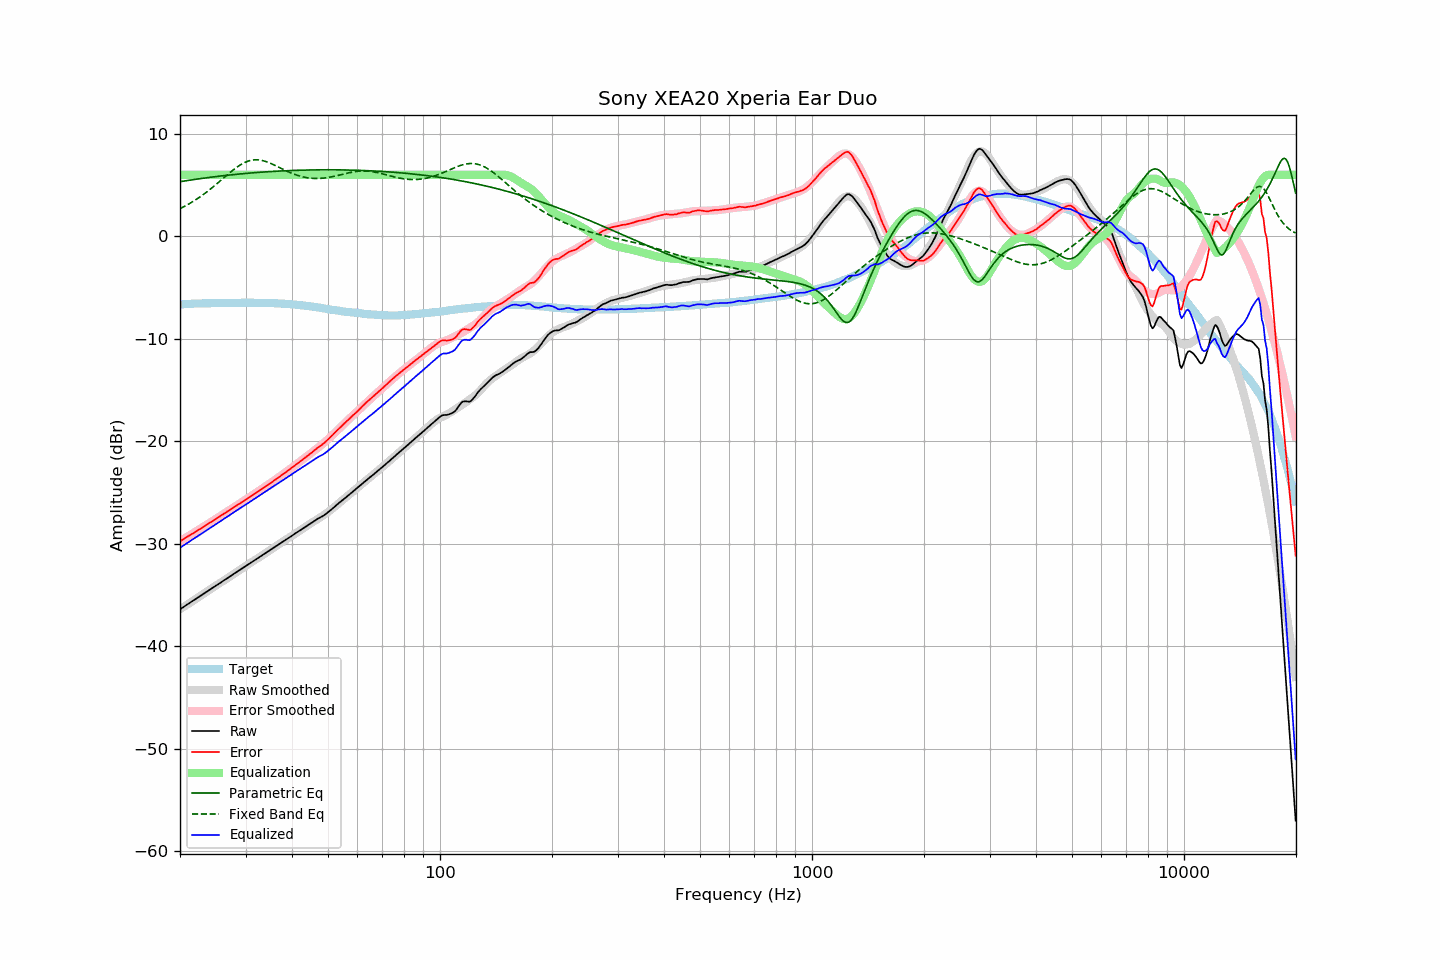 Sony XEA20 Xperia Ear Duo
Amplitude (dBr)
10
0
−10
−20
−30
−40
−50
−60
Target
Raw Smoothed
Error Smoothed
Raw
Error
Equalization
Parametric Eq
Fixed Band Eq
Equalized
100 1000 10000
Frequency (Hz)